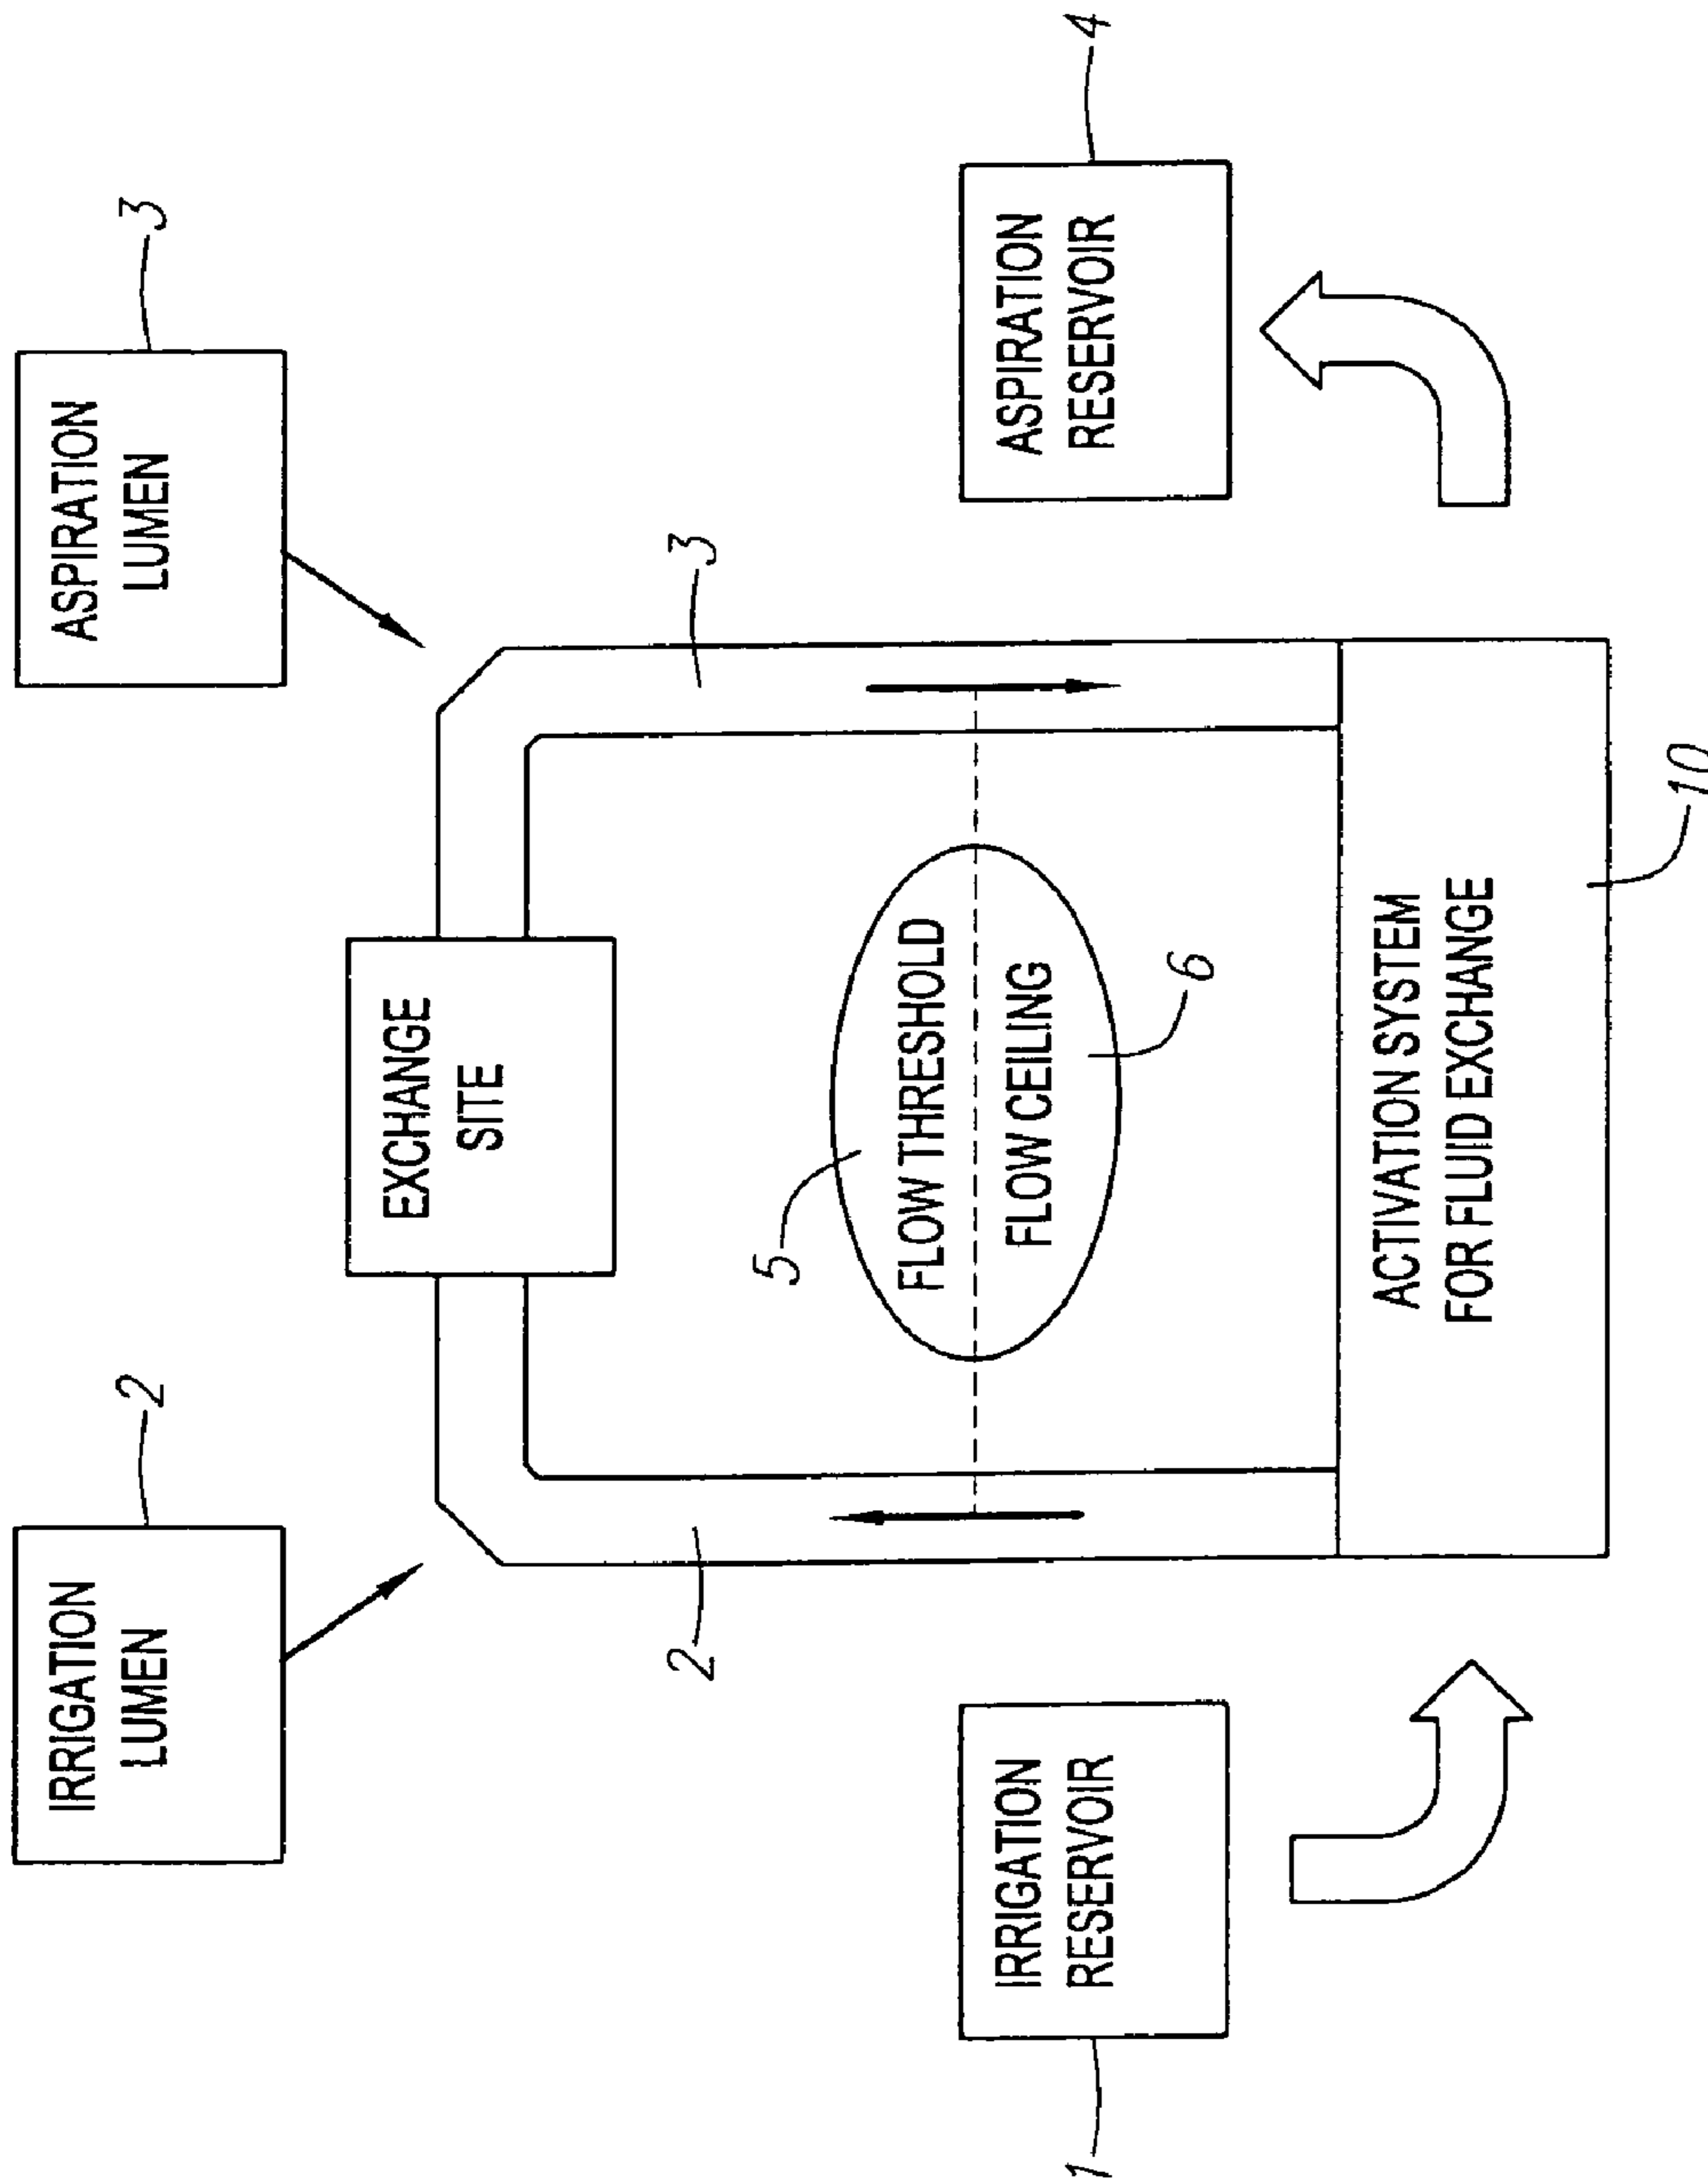 IRRIGATION
LUMEN
2
ASPIRATION
LUMEN
3
EXCHANGE
SITE
2
3
5
FLOW THRESHOLD
FLOW CEILING
6
IRRIGATION
RESERVOIR
1
ASPIRATION
RESERVOIR
4
ACTIVATION SYSTEM
FOR FLUID EXCHANGE
10